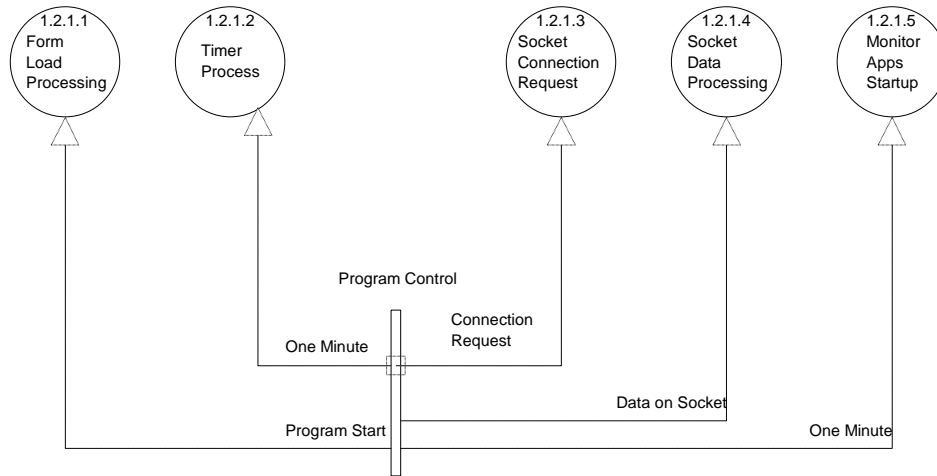 1.2.1.1
Form
Load
Processing
1.2.1.2
Timer
Process
1.2.1.3
Socket
Connection
Request
1.2.1.4
Socket
Data
Processing
1.2.1.5
Monitor
Apps
Startup
Program Control
Connection
Request
One Minute
Data on Socket
Program Start
One Minute